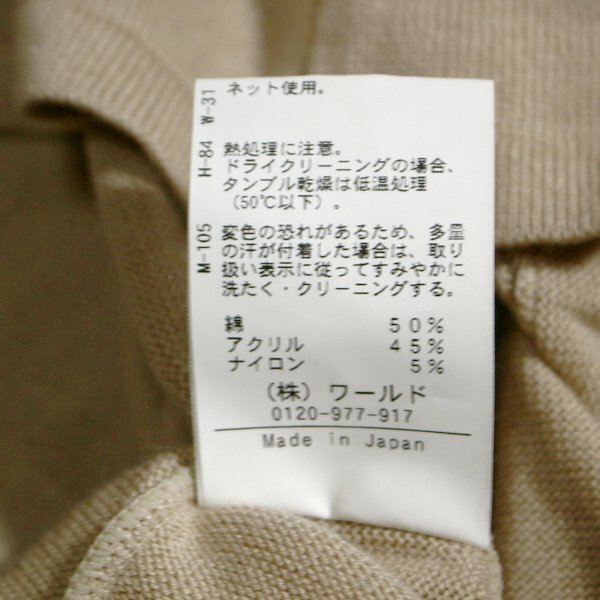 W-31
ネット使用。
H-84
熱処理に注意。
ドライクリーニングの場合、
タンブル乾燥は低温処理
（50℃以下）。
M-105
変色の恐れがあるため、多量
の汗が付着した場合は、取り
扱い表示に従ってすみやかに
洗たく・クリーニングする。
綿 50%
アクリル 45%
ナイロン 5%
（株）ワールド
0120-977-917
Made in Japan